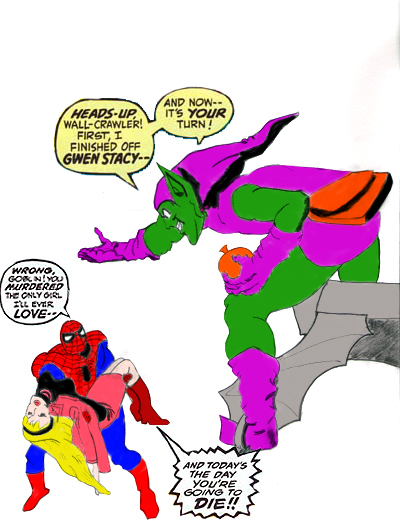 HEADS-UP,
WALL-CRAWLER!
FIRST, I
FINISHED OFF
GWEN STACY--
AND NOW--
IT'S YOUR
TURN!
WRONG,
GOBLIN! YOU
MURDERED
THE ONLY GIRL
I'LL EVER
LOVE--
AND TODAY'S
THE DAY
YOU'RE
GOING TO
DIE!!